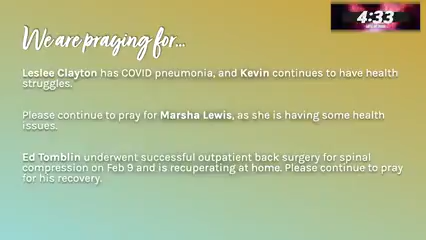 We are praying for...
4:33
Leslee Clayton has COVID pneumonia, and Kevin continues to have health
struggles.
Please continue to pray for Marsha Lewis, as she is having some health
issues.
Ed Tomblin underwent successful outpatient back surgery for spinal
compression on Feb 9 and is recuperating at home. Please continue to pray
for his recovery.